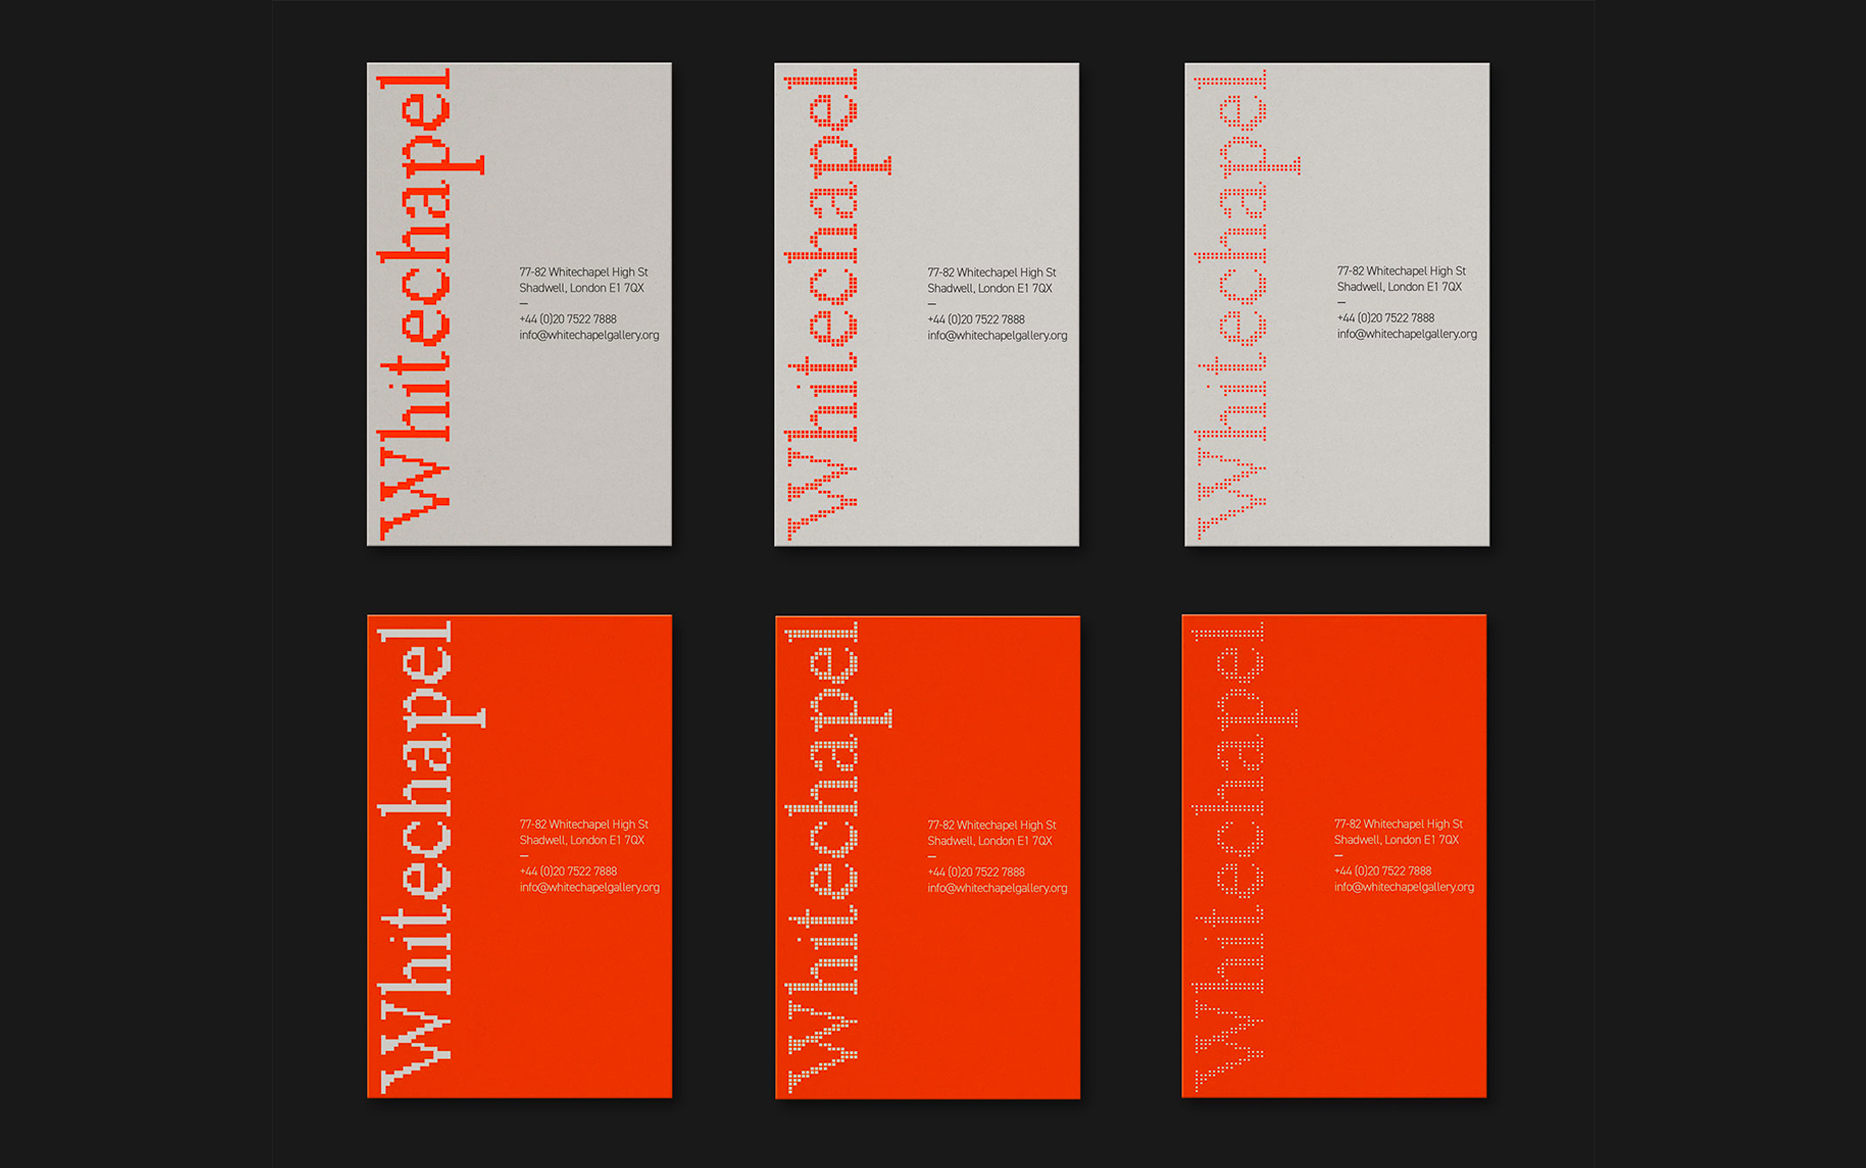 Whitechapel
77-82 Whitechapel High St
Shadwell, London E1 7QX
—
+44 (0)20 7522 7888
info@whitechapelgallery.org
Whitechapel
77-82 Whitechapel High St
Shadwell, London E1 7QX
—
+44 (0)20 7522 7888
info@whitechapelgallery.org
Whitechapel
77-82 Whitechapel High St
Shadwell, London E1 7QX
—
+44 (0)20 7522 7888
info@whitechapelgallery.org
Whitechapel
77-82 Whitechapel High St
Shadwell, London E1 7QX
—
+44 (0)20 7522 7888
info@whitechapelgallery.org
Whitechapel
77-82 Whitechapel High St
Shadwell, London E1 7QX
—
+44 (0)20 7522 7888
info@whitechapelgallery.org
Whitechapel
77-82 Whitechapel High St
Shadwell, London E1 7QX
—
+44 (0)20 7522 7888
info@whitechapelgallery.org